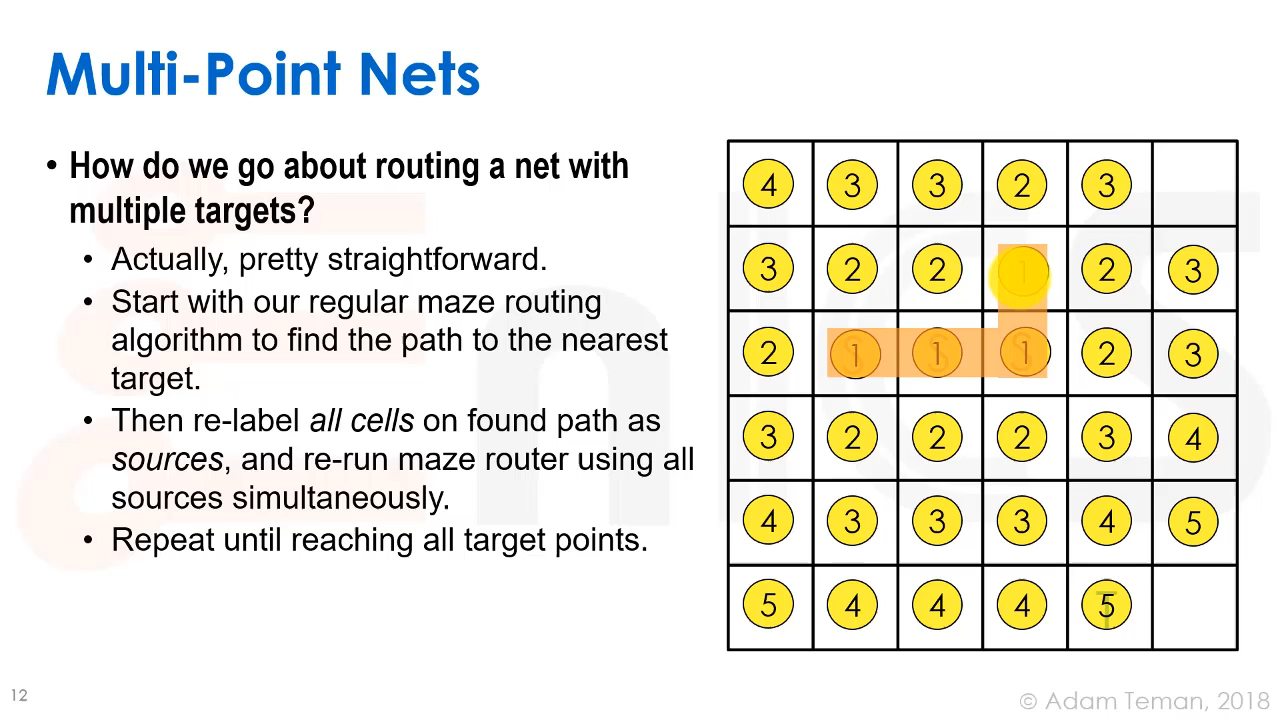 Multi-Point Nets
• How do we go about routing a net with
multiple targets?
• Actually, pretty straightforward.
• Start with our regular maze routing
algorithm to find the path to the nearest
target.
• Then re-label all cells on found path as
sources, and re-run maze router using all
sources simultaneously.
• Repeat until reaching all target points.
4 3 3 2 3
3 2 2 1 2 3
2 1 1 1 2 3
3 2 2 2 3 4
4 3 3 3 4 5
5 4 4 4 5
12
© Adam Teman, 2018